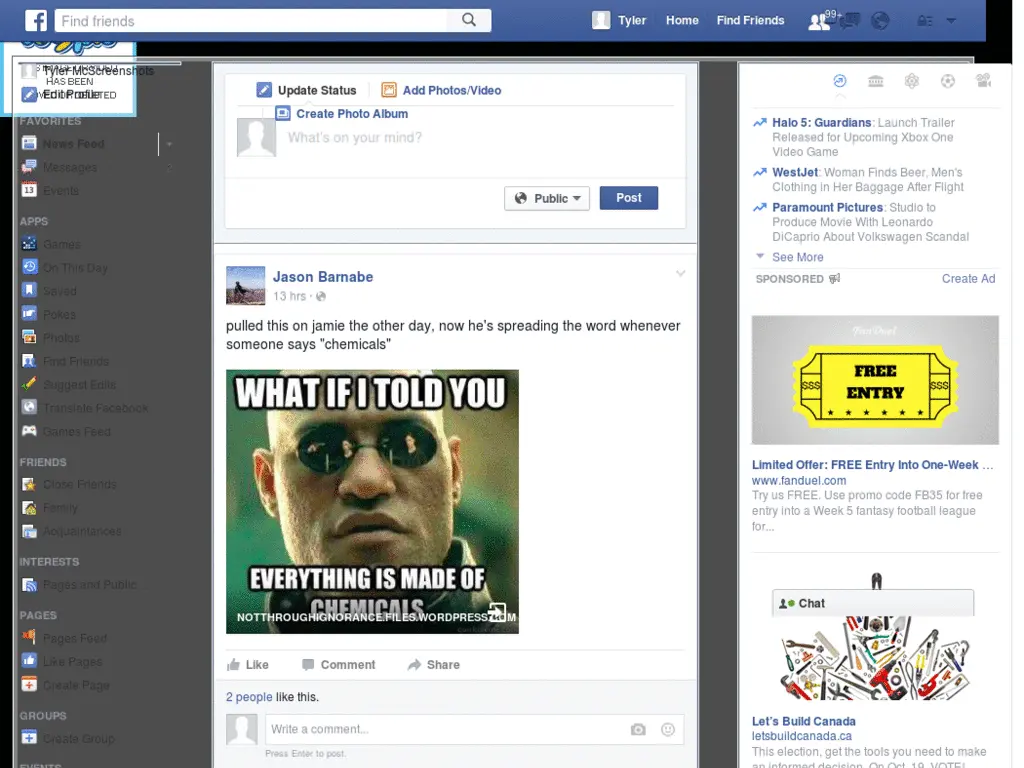 Find friends
Tyler
Home
Find Friends
99+
Tyler McScreenshots
HAS BEEN
Edit Profile
FAVORITES
News Feed
Messages
Events
APPS
Games
On This Day
Saved
Pokes
Photos
Find Friends
Suggest Edits
Translate Facebook
Games Feed
FRIENDS
Close Friends
Family
Acquaintances
INTERESTS
Pages and Public
PAGES
Pages Feed
Like Pages
Create Page
GROUPS
Create Group
EVENTS
Update Status
Add Photos/Video
Create Photo Album
What's on your mind?
Public
Post
Jason Barnabe
13 hrs ·
pulled this on jamie the other day, now he's spreading the word whenever
someone says "chemicals"
WHAT IF I TOLD YOU
EVERYTHING IS MADE OF
CHEMICALS
NOTTHROUGHIGNORANCE.FILES.WORDPRESS.COM
Like
Comment
Share
2 people like this.
Write a comment...
Press Enter to post.
Halo 5: Guardians: Launch Trailer
Released for Upcoming Xbox One
Video Game
WestJet: Woman Finds Beer, Men's
Clothing in Her Baggage After Flight
Paramount Pictures: Studio to
Produce Movie With Leonardo
DiCaprio About Volkswagen Scandal
See More
SPONSORED
Create Ad
FanDuel
FREE
ENTRY
$$$
$$$
Limited Offer: FREE Entry Into One-Week ...
www.fanduel.com
Try us FREE. Use promo code FB35 for free
entry into a Week 5 fantasy football league
for...
Chat
Let's Build Canada
letsbuildcanada.ca
This election, get the tools you need to make
an informed decision. On Oct. 19, VOTE!